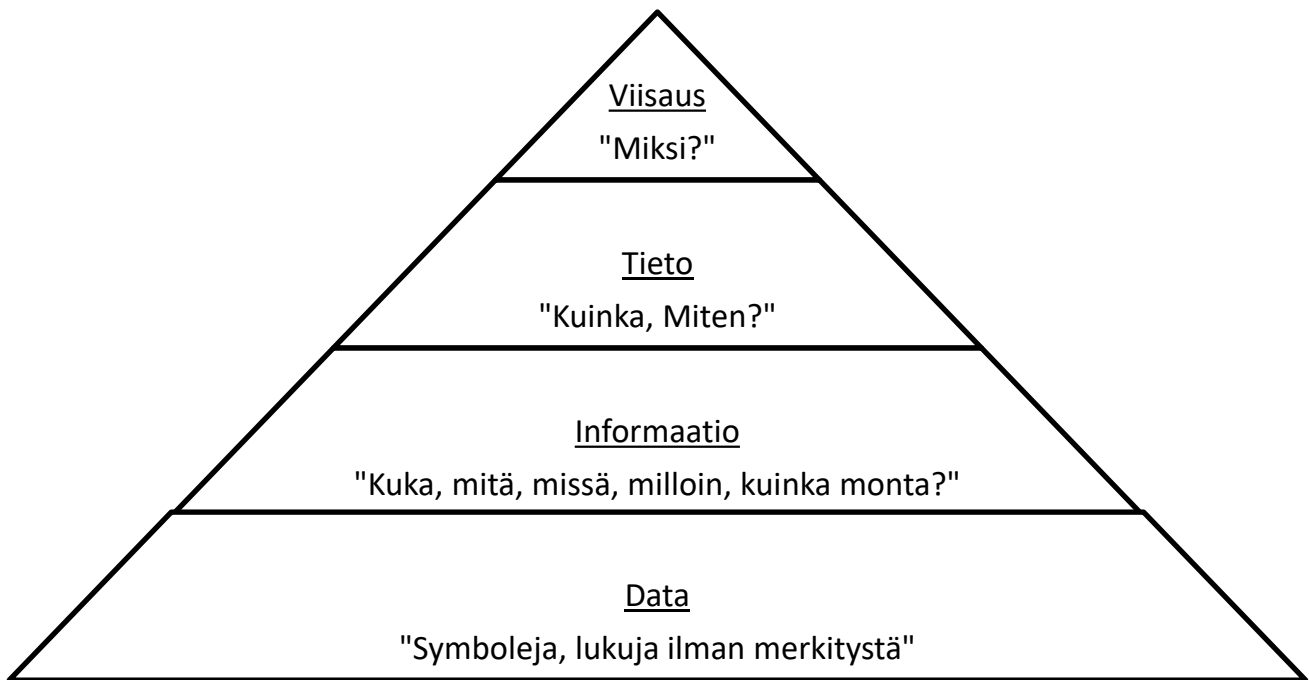 Viisaus
"Miksi?"
Tieto
"Kuinka, Miten?"
Informaatio
"Kuka, mitä, missä, milloin, kuinka monta?"
Data
"Symboleja, lukuja ilman merkitystä"